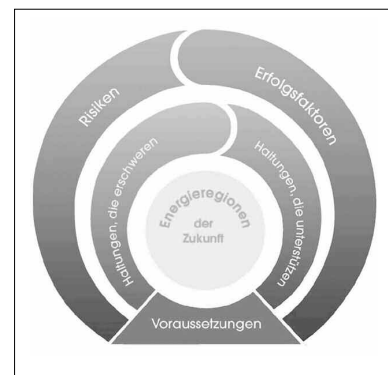 Risiken
Erfolgsfaktoren
Haltungen, die erschweren
Haltungen, die unterstützen
Energieregionen
der
Zukunft
Voraussetzungen